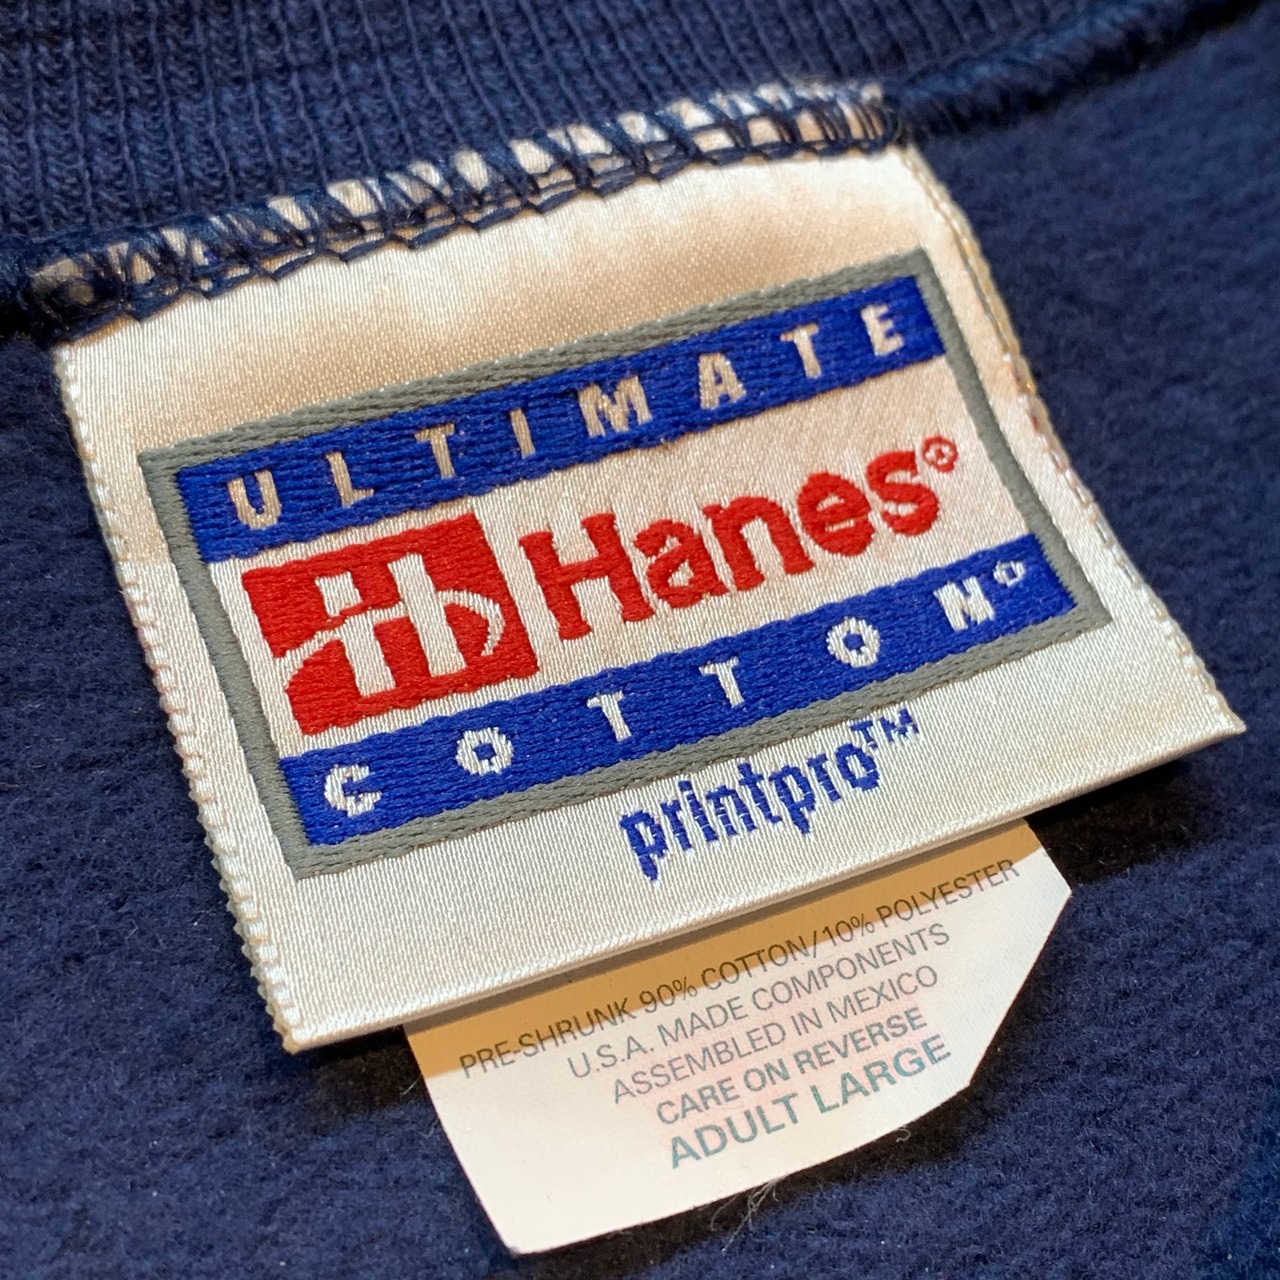 ULTIMATE
Hanes®
COTTON®
printpro™
PRE-SHRUNK 90% COTTON/10% POLYESTER
U.S.A. MADE COMPONENTS
ASSEMBLED IN MEXICO
CARE ON REVERSE
ADULT LARGE